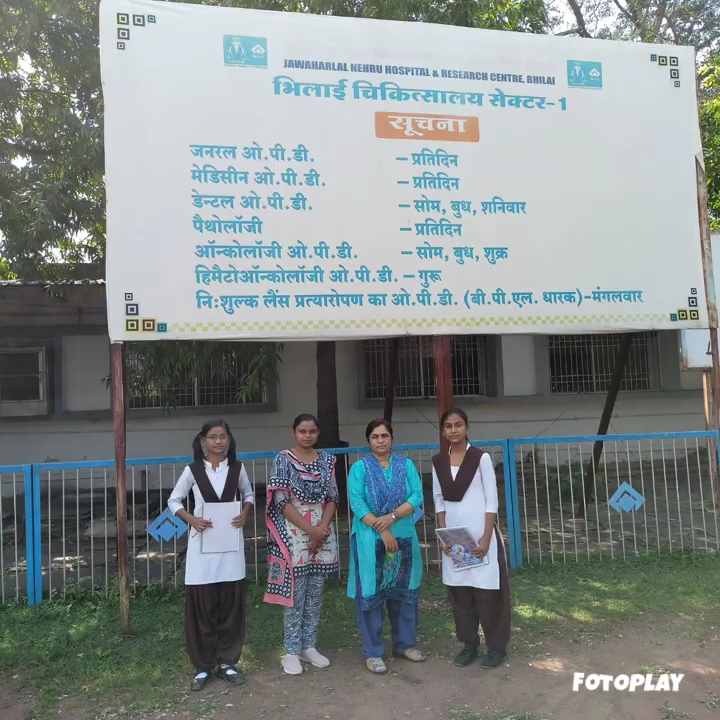 JAWAHARLAL NEHRU HOSPITAL & RESEARCH CENTRE, BHILAI
भिलाई चिकित्सालय सेक्टर-1
सूचना
जनरल ओ.पी.डी. – प्रतिदिन
मेडिसीन ओ.पी.डी. – प्रतिदिन
डेन्टल ओ.पी.डी. – सोम, बुध, शनिवार
पैथोलॉजी – प्रतिदिन
ऑन्कोलॉजी ओ.पी.डी. – सोम, बुध, शुक्र
हिमैटोऑन्कोलॉजी ओ.पी.डी. – गुरू
निःशुल्क लैंस प्रत्यारोपण का ओ.पी.डी. (बी.पी.एल. धारक)-मंगलवार
FOTOPLAY